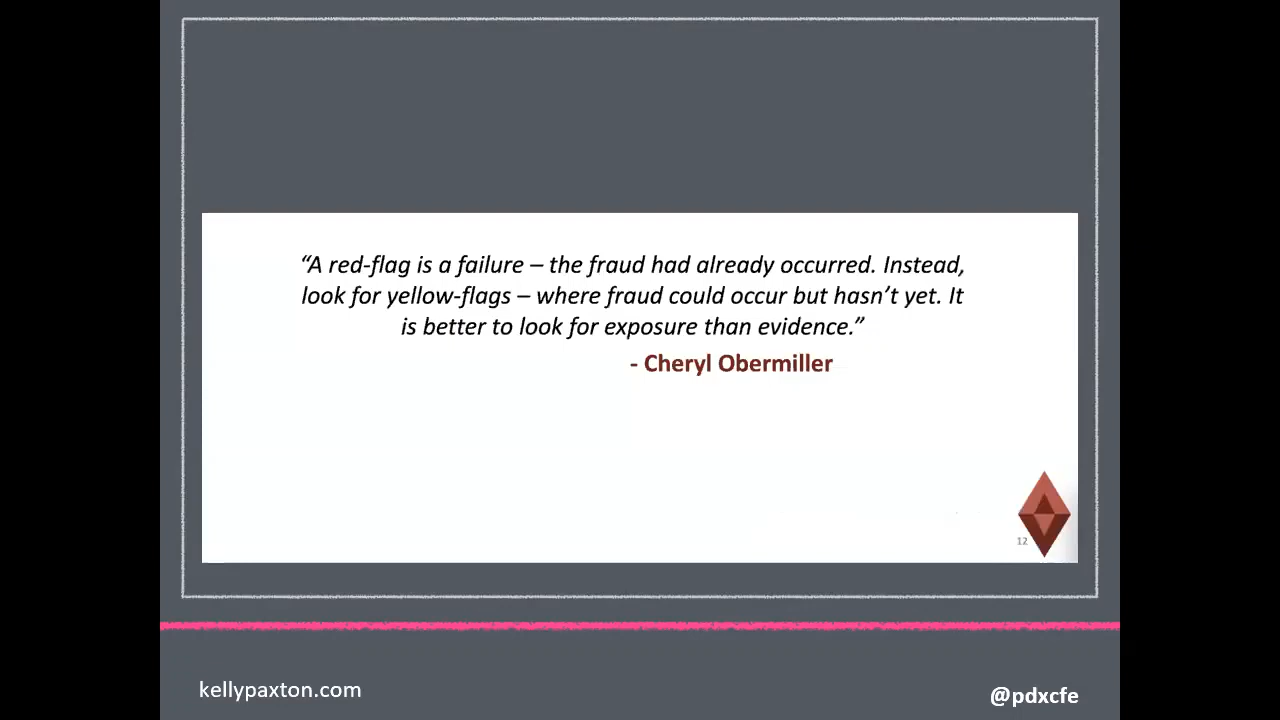 “A red-flag is a failure – the fraud had already occurred. Instead,
look for yellow-flags – where fraud could occur but hasn’t yet. It
is better to look for exposure than evidence.”
- Cheryl Obermiller
12
kellypaxton.com
@pdxcfe